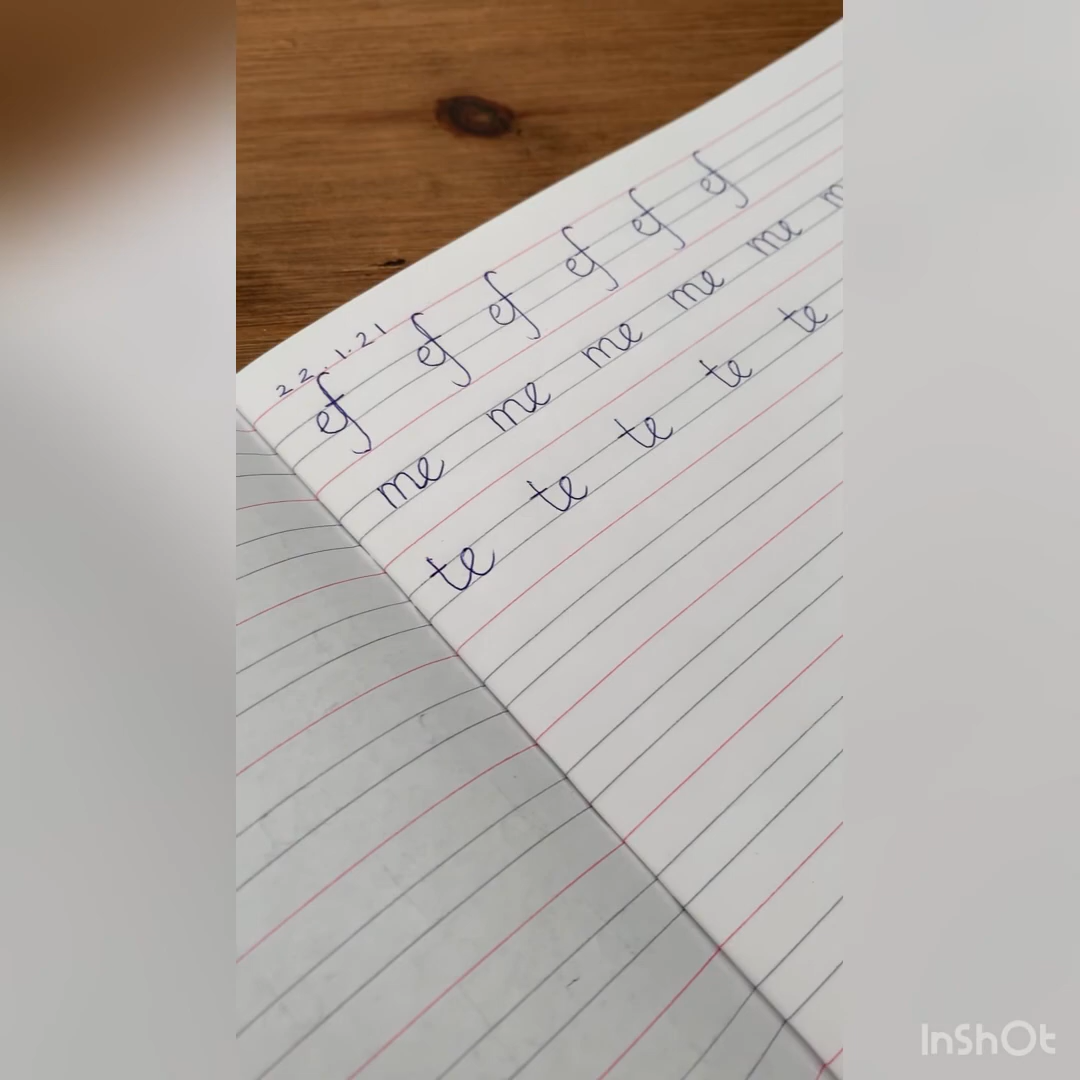 22.1.21
ef ef ef ef ef ef
me me me me me m
te te te te te
InShOt